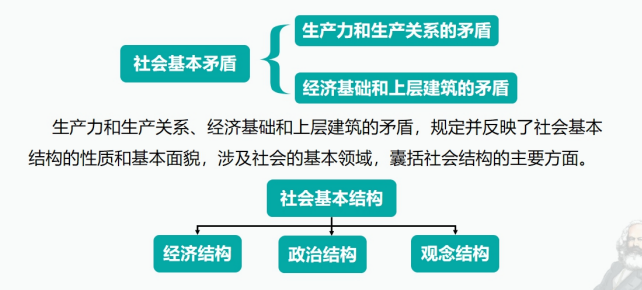 生产力和生产关系的矛盾
社会基本矛盾
经济基础和上层建筑的矛盾
生产力和生产关系、经济基础和上层建筑的矛盾，规定并反映了社会基本
结构的性质和基本面貌，涉及社会的基本领域，囊括社会结构的主要方面。
社会基本结构
经济结构 政治结构 观念结构